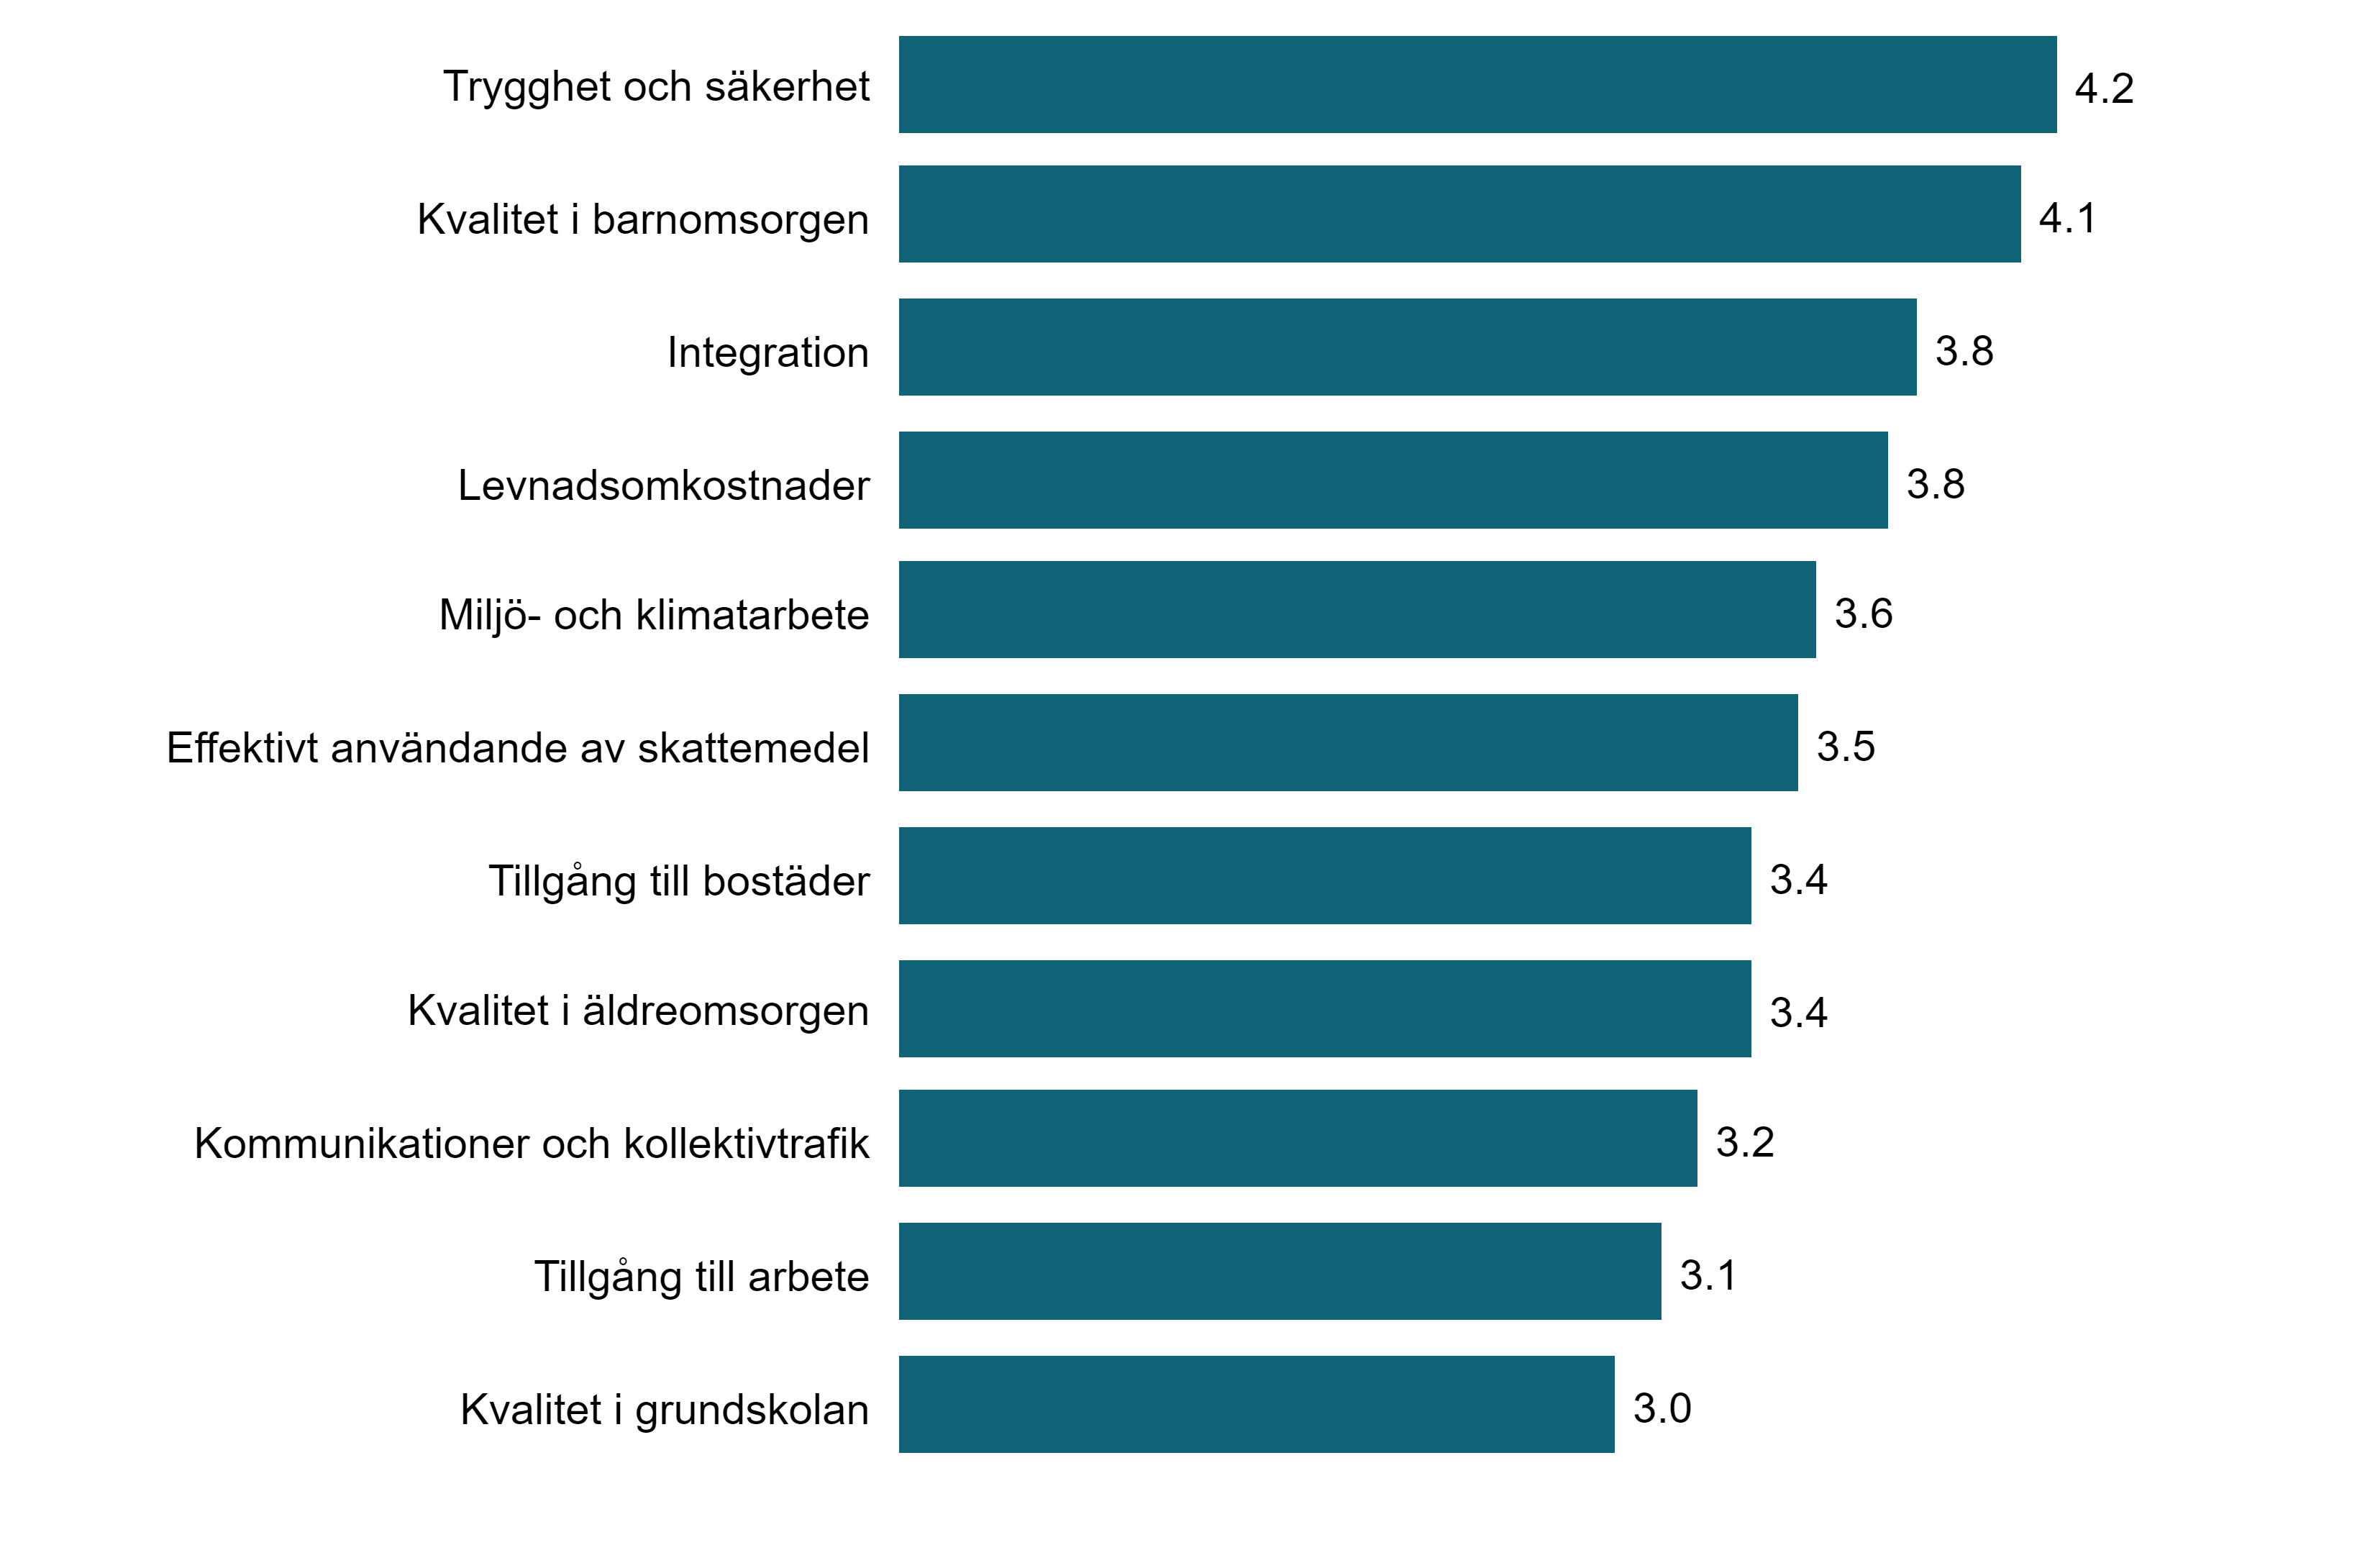 Trygghet och säkerhet 4.2
Kvalitet i barnomsorgen 4.1
Integration 3.8
Levnadsomkostnader 3.8
Miljö- och klimatarbete 3.6
Effektivt användande av skattemedel 3.5
Tillgång till bostäder 3.4
Kvalitet i äldreomsorgen 3.4
Kommunikationer och kollektivtrafik 3.2
Tillgång till arbete 3.1
Kvalitet i grundskolan 3.0